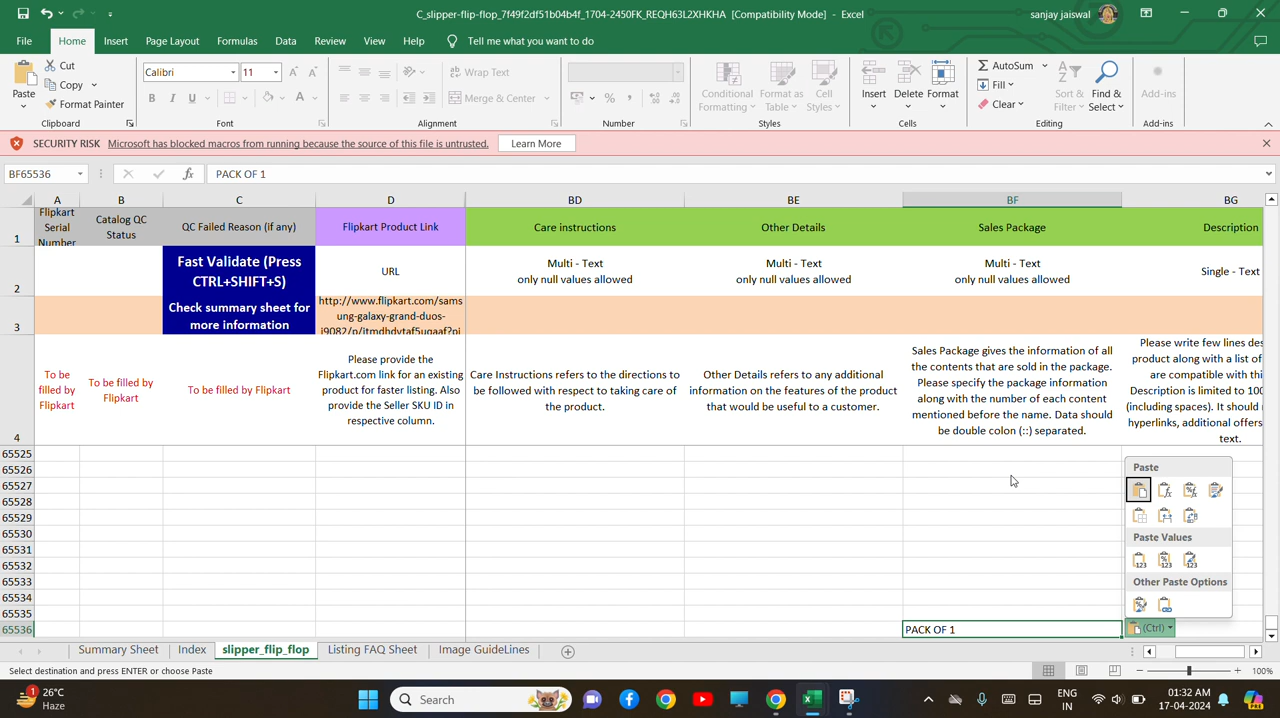 C_slipper-flip-flop_7f49f2df51b04b4f_1704-2450FK_REQH63L2XHKHA [Compatibility Mode] - Excel
sanjay jaiswal
File Home Insert Page Layout Formulas Data Review View Help Tell me what you want to do
Paste
Cut
Copy
Format Painter
Clipboard
Calibri 11
B I U
Font
Wrap Text
Merge & Center
Alignment
Number
Conditional Formatting
Format as Table
Cell Styles
Styles
Insert Delete Format
Cells
AutoSum
Fill
Clear
Sort & Filter
Find & Select
Editing
Add-ins
Add-ins
SECURITY RISK Microsoft has blocked macros from running because the source of this file is untrusted. Learn More
BF65536 fx PACK OF 1
A B C D BD BE BF BG
1
Flipkart Serial Number
Catalog QC Status
QC Failed Reason (if any)
Flipkart Product Link
Care instructions
Other Details
Sales Package
Description
2
Fast Validate (Press CTRL+SHIFT+S)
URL
Multi - Text
only null values allowed
Multi - Text
only null values allowed
Multi - Text
only null values allowed
Single - Text
3
Check summary sheet for more information
http://www.flipkart.com/sams
ung-galaxy-grand-duos-
i9082/p/itmdhdvtaf5uqaaf?pi
4
To be filled by Flipkart
To be filled by Flipkart
To be filled by Flipkart
Please provide the
Flipkart.com link for an existing
product for faster listing. Also
provide the Seller SKU ID in
respective column.
Care Instructions refers to the directions to
be followed with respect to taking care of
the product.
Other Details refers to any additional
information on the features of the product
that would be useful to a customer.
Sales Package gives the information of all
the contents that are sold in the package.
Please specify the package information
along with the number of each content
mentioned before the name. Data should
be double colon (::) separated.
Please write few lines des
product along with a list of
are compatible with thi
Description is limited to 100
(including spaces). It should
hyperlinks, additional offers
text.
65525
65526
65527
65528
65529
65530
65531
65532
65533
65534
65535
65536 PACK OF 1
Paste
Paste Values
Other Paste Options
(Ctrl)
Summary Sheet Index slipper_flip_flop Listing FAQ Sheet Image GuideLines
Select destination and press ENTER or choose Paste
100%
1
26°C
Haze
Search
ENG
IN
01:32 AM
17-04-2024